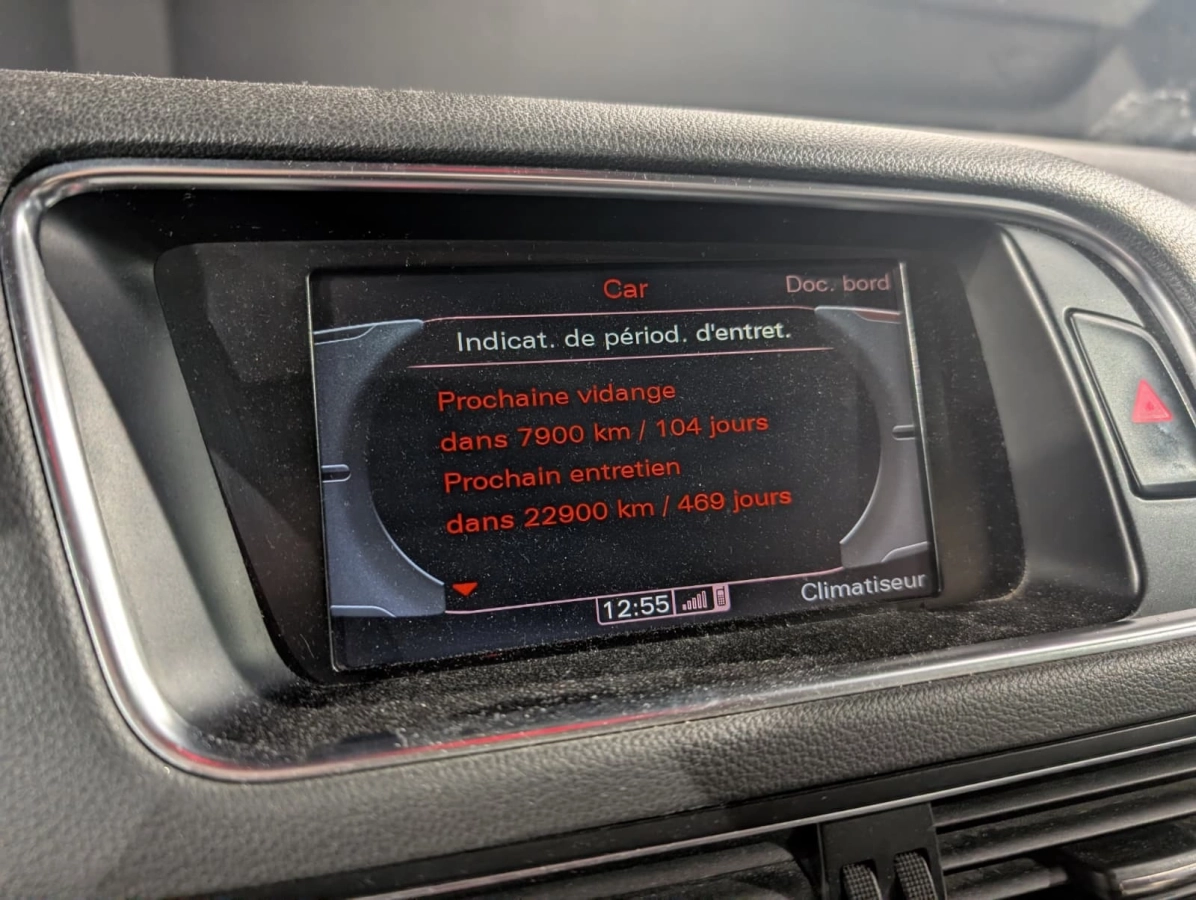 Car
Doc. bord
Indicat. de périod. d'entret.
Prochaine vidange
dans 7900 km / 104 jours
Prochain entretien
dans 22900 km / 469 jours
12:55
Climatiseur